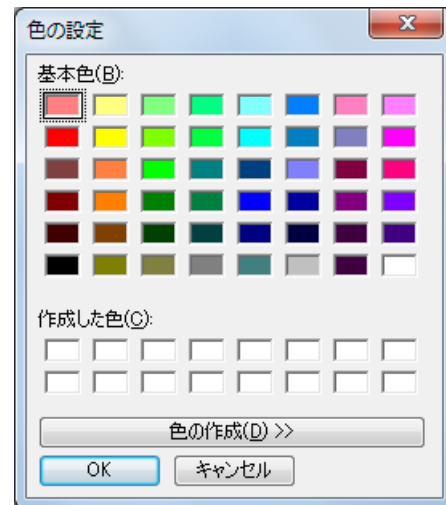 色の設定
基本色(B):
作成した色(C):
色の作成(D) >>
OK
キャンセル